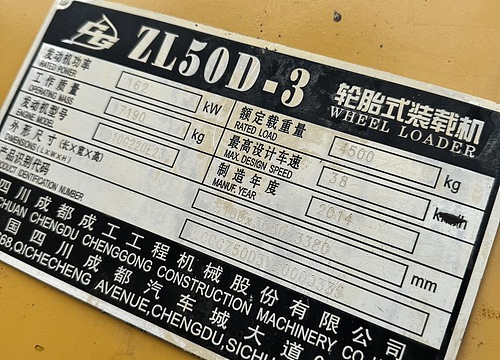 ZL50D-3 轮胎式装载机
WHEEL LOADER
发动机功率 162 kW 额定载重量 4500 kg
RATED POWER RATED LOAD
工作质量 17190 kg 最高设计车速 38
OPERATING MASS MAX. DESIGN SPEED
发动机型号 制造年度 2014
ENGINE MODEL MANUF. YEAR
外形尺寸(长X宽X高) mm
DIMENSIONS (LXWXH)
产品识别代码
PRODUCT IDENTIFICATION NUMBER
四川成都成工工程机械股份有限公司
CHUAN CHENGDU CHENGGONG CONSTRUCTION MACHINERY CO
国四川成都汽车城大道
68,QICHECHENG AVENUE,CHENGDU,SICHU